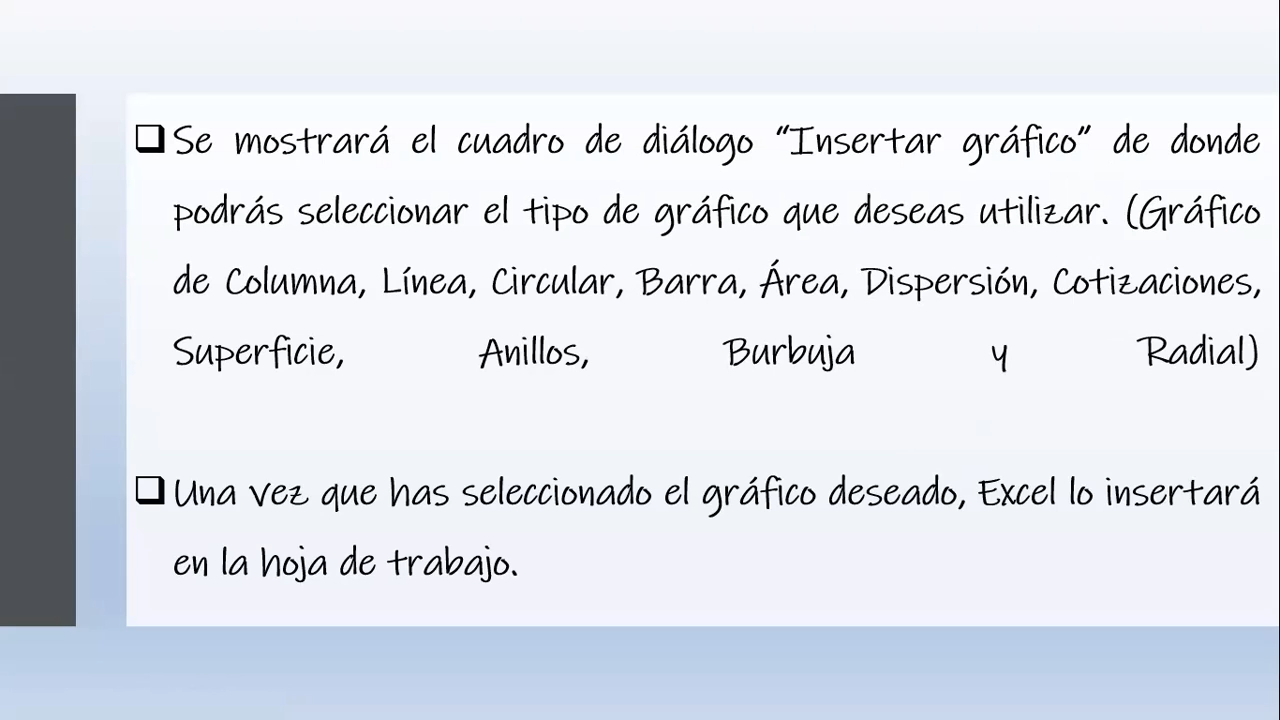 ❑Se mostrará el cuadro de diálogo “Insertar gráfico” de donde
podrás seleccionar el tipo de gráfico que deseas utilizar. (Gráfico
de Columna, Línea, Circular, Barra, Área, Dispersión, Cotizaciones,
Superficie, Anillos, Burbuja y Radial)
❑Una vez que has seleccionado el gráfico deseado, Excel lo insertará
en la hoja de trabajo.